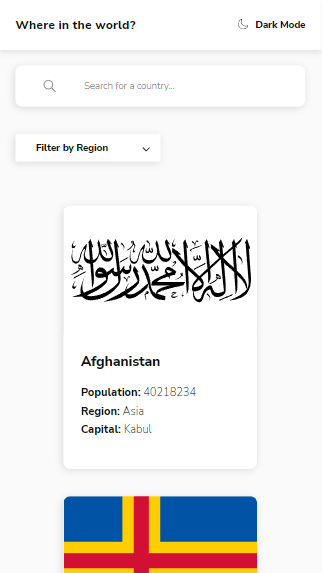 Where in the world?
Dark Mode
Search for a country...
Filter by Region
لا إله إلا الله محمد رسول الله
Afghanistan
Population: 40218234
Region: Asia
Capital: Kabul